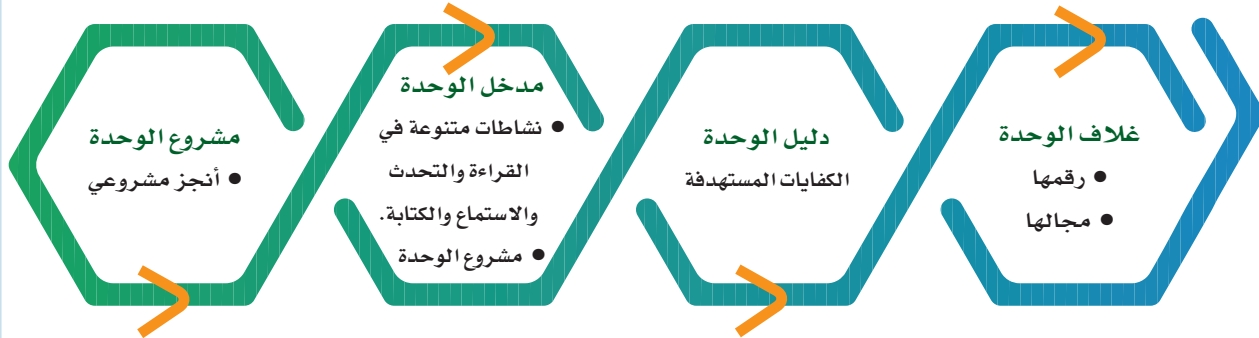 غلاف الوحدة
• رقمها
• مجالها
دليل الوحدة
الكفايات المستهدفة
مدخل الوحدة
• نشاطات متنوعة في
القراءة والتحدث
والاستماع والكتابة.
• مشروع الوحدة
مشروع الوحدة
• أنجز مشروعي